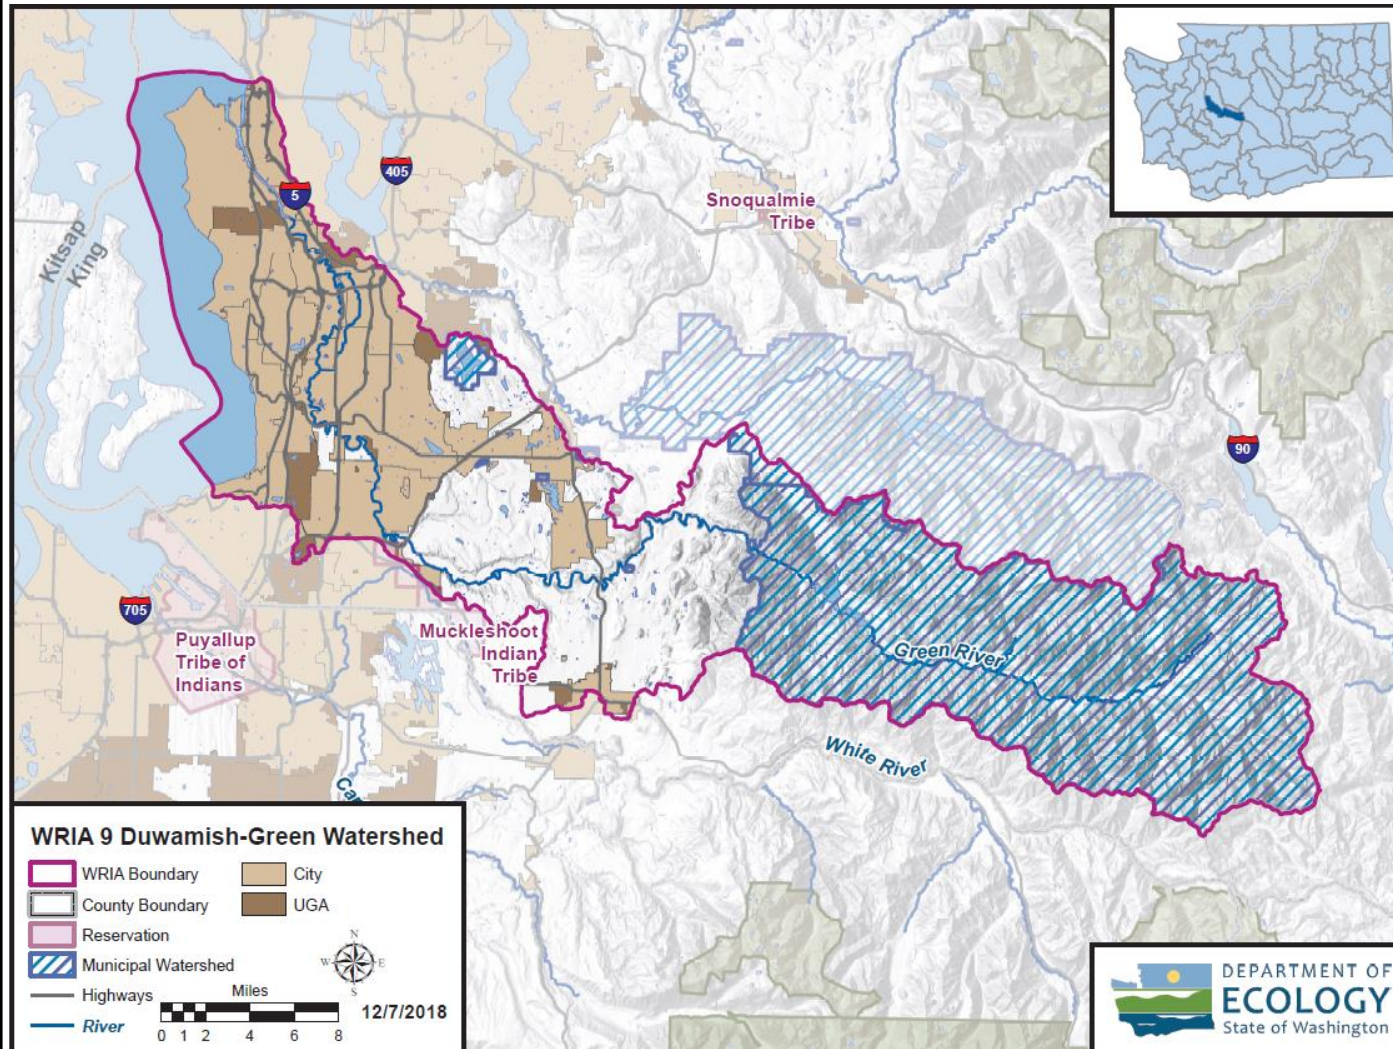 405
5
Snoqualmie
Tribe
Kitsap
King
90
705
Puyallup
Tribe of
Indians
Muckleshoot
Indian
Tribe
Green River
White River
WRIA 9 Duwamish-Green Watershed
WRIA Boundary
City
County Boundary
UGA
Reservation
Municipal Watershed
Highways
River
N
W
E
S
Miles
0 1 2 4 6 8
12/7/2018
DEPARTMENT OF
ECOLOGY
State of Washington